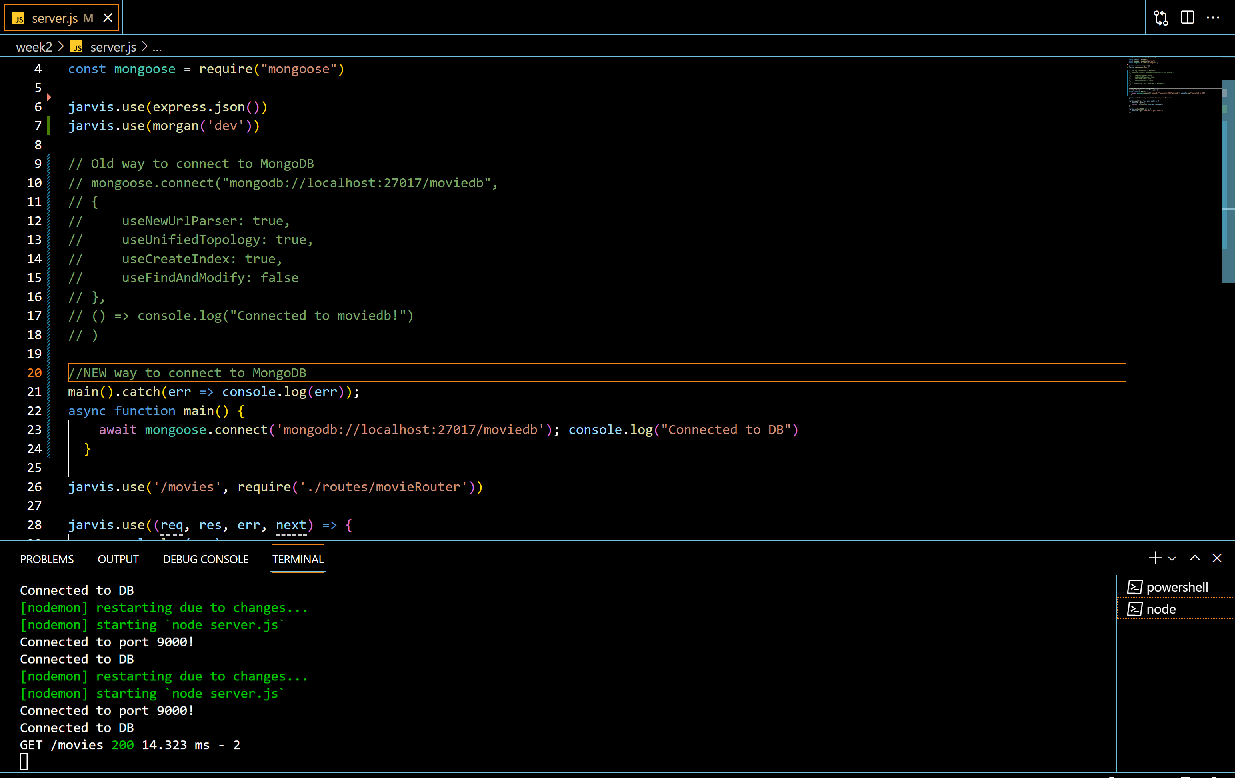 JS server.js M
week2 > JS server.js > ...
4 const mongoose = require("mongoose")
5
6 jarvis.use(express.json())
7 jarvis.use(morgan('dev'))
8
9 // Old way to connect to MongoDB
10 // mongoose.connect("mongodb://localhost:27017/moviedb",
11 // {
12 //     useNewUrlParser: true,
13 //     useUnifiedTopology: true,
14 //     useCreateIndex: true,
15 //     useFindAndModify: false
16 // },
17 // () => console.log("Connected to moviedb!")
18 // )
19
20 //NEW way to connect to MongoDB
21 main().catch(err => console.log(err));
22 async function main() {
23     await mongoose.connect('mongodb://localhost:27017/moviedb'); console.log("Connected to DB")
24   }
25
26 jarvis.use('/movies', require('./routes/movieRouter'))
27
28 jarvis.use((req, res, err, next) => {
PROBLEMS OUTPUT DEBUG CONSOLE TERMINAL
Connected to DB
[nodemon] restarting due to changes...
[nodemon] starting `node server.js`
Connected to port 9000!
Connected to DB
[nodemon] restarting due to changes...
[nodemon] starting `node server.js`
Connected to port 9000!
Connected to DB
GET /movies 200 14.323 ms - 2
powershell
node